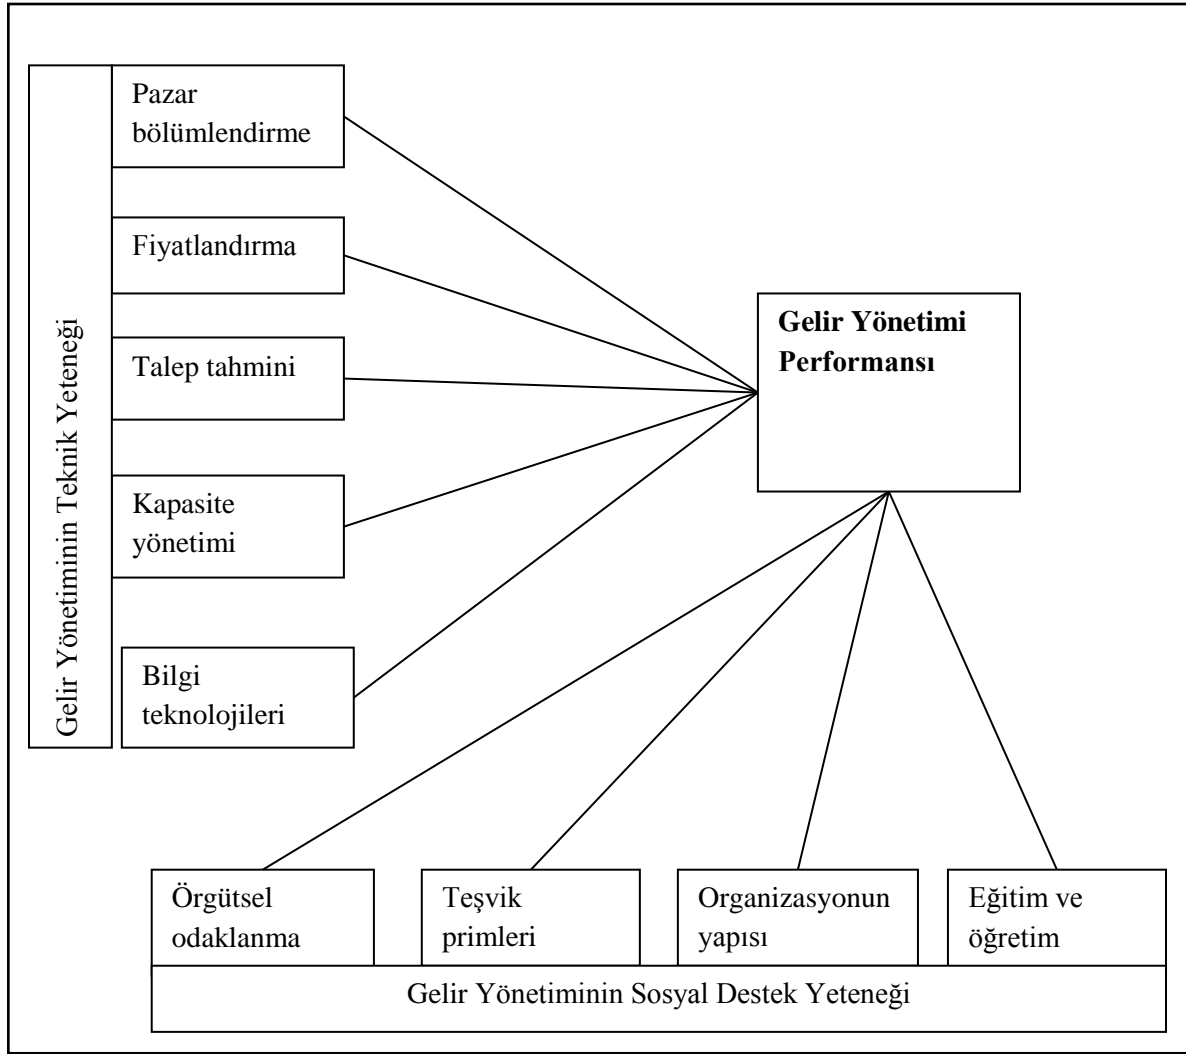 Gelir Yönetiminin Teknik Yeteneği
Pazar
bölümlendirme
Fiyatlandırma
Talep tahmini
Kapasite
yönetimi
Bilgi
teknolojileri
Gelir Yönetimi
Performansı
Örgütsel
odaklanma
Teşvik
primleri
Organizasyonun
yapısı
Eğitim ve
öğretim
Gelir Yönetiminin Sosyal Destek Yeteneği